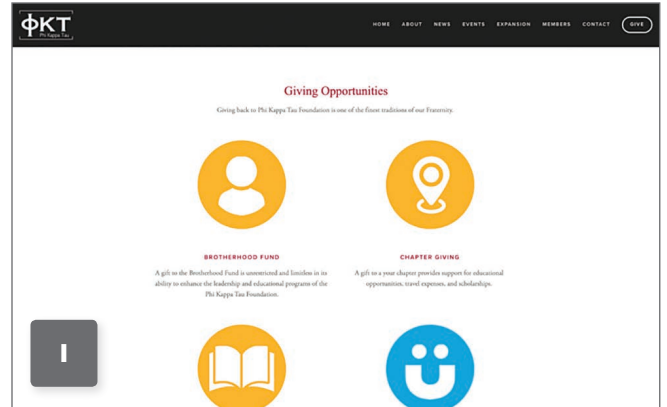 ΦΚΤ
Phi Kappa Tau
HOME ABOUT NEWS EVENTS EXPANSION MEMBERS CONTACT GIVE
Giving Opportunities
Giving back to Phi Kappa Tau Foundation is one of the finest traditions of our Fraternity.
BROTHERHOOD FUND
A gift to the Brotherhood Fund is unrestricted and limitless in its
ability to enhance the leadership and educational programs of the
Phi Kappa Tau Foundation.
CHAPTER GIVING
A gift to a your chapter provides support for educational
opportunities, travel expenses, and scholarships.
1